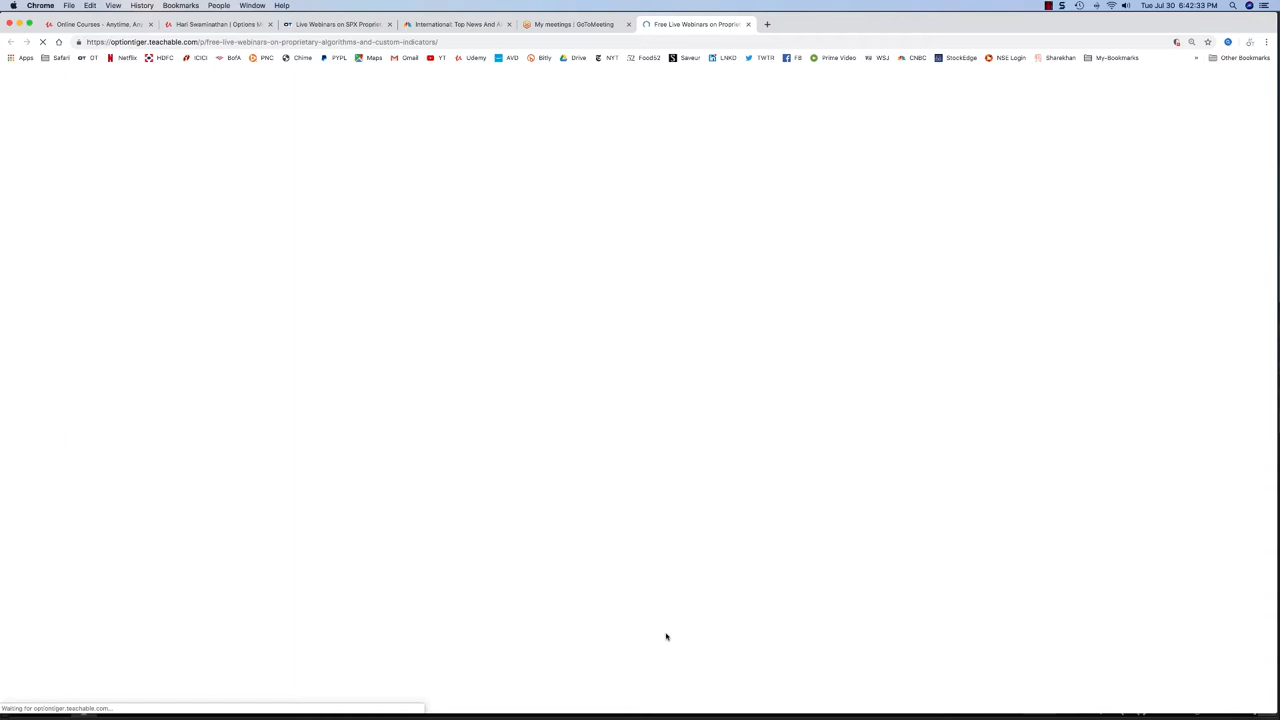 Chrome File Edit View History Bookmarks People Window Help S Tue Jul 30 6:42:33 PM
Online Courses - Anytime, Any Hari Swaminathan | Options M Live Webinars on SPX Propriet International: Top News And A My meetings | GoToMeeting Free Live Webinars on Propriet
https://optiontiger.teachable.com/p/free-live-webinars-on-proprietary-algorithms-and-custom-indicators/
Apps Safari OT OT Netflix HDFC ICICI BofA PNC Chime PYPL Maps Gmail YT Udemy AVD Bitly Drive NYT Food52 Saveur LNKD TWTR FB Prime Video WSJ WSJ CNBC StockEdge NSE Login Sharekhan My-Bookmarks » Other Bookmarks
Waiting for optiontiger.teachable.com...